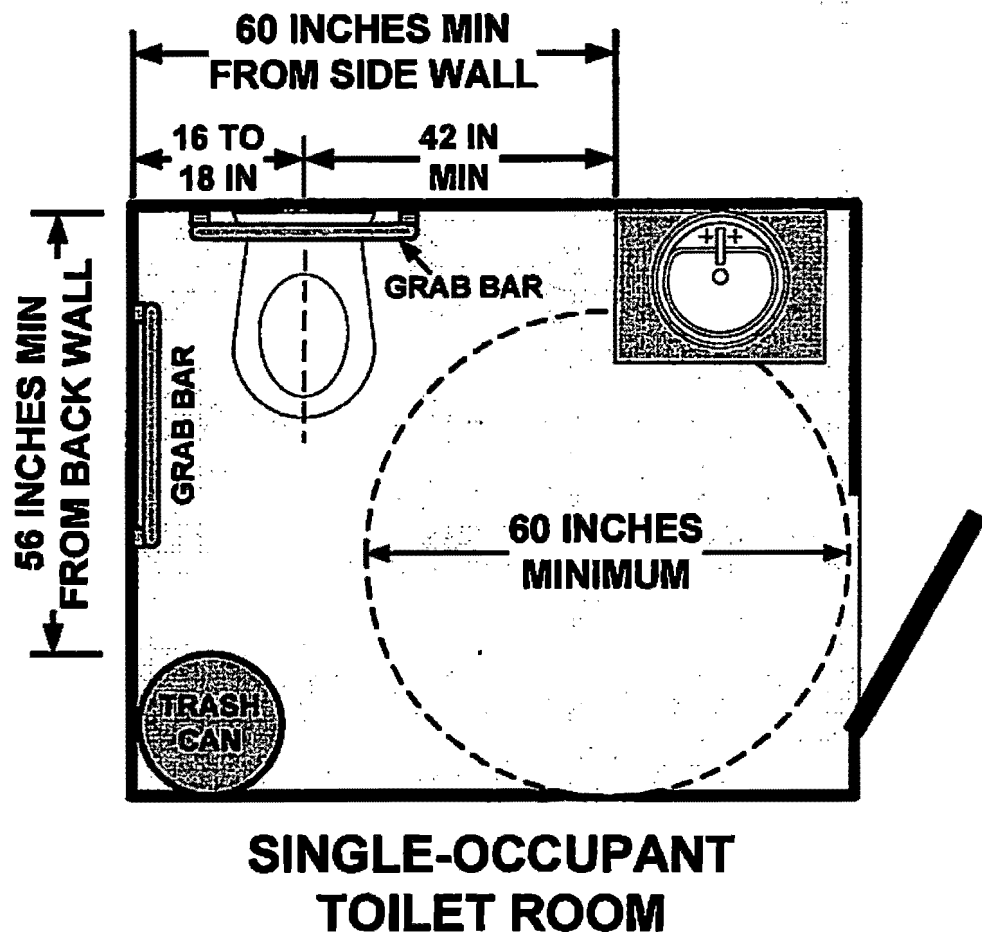 60 INCHES MIN
FROM SIDE WALL
16 TO
18 IN
42 IN
MIN
GRAB BAR
56 INCHES MIN
FROM BACK WALL
GRAB BAR
60 INCHES
MINIMUM
TRASH
CAN
SINGLE-OCCUPANT
TOILET ROOM